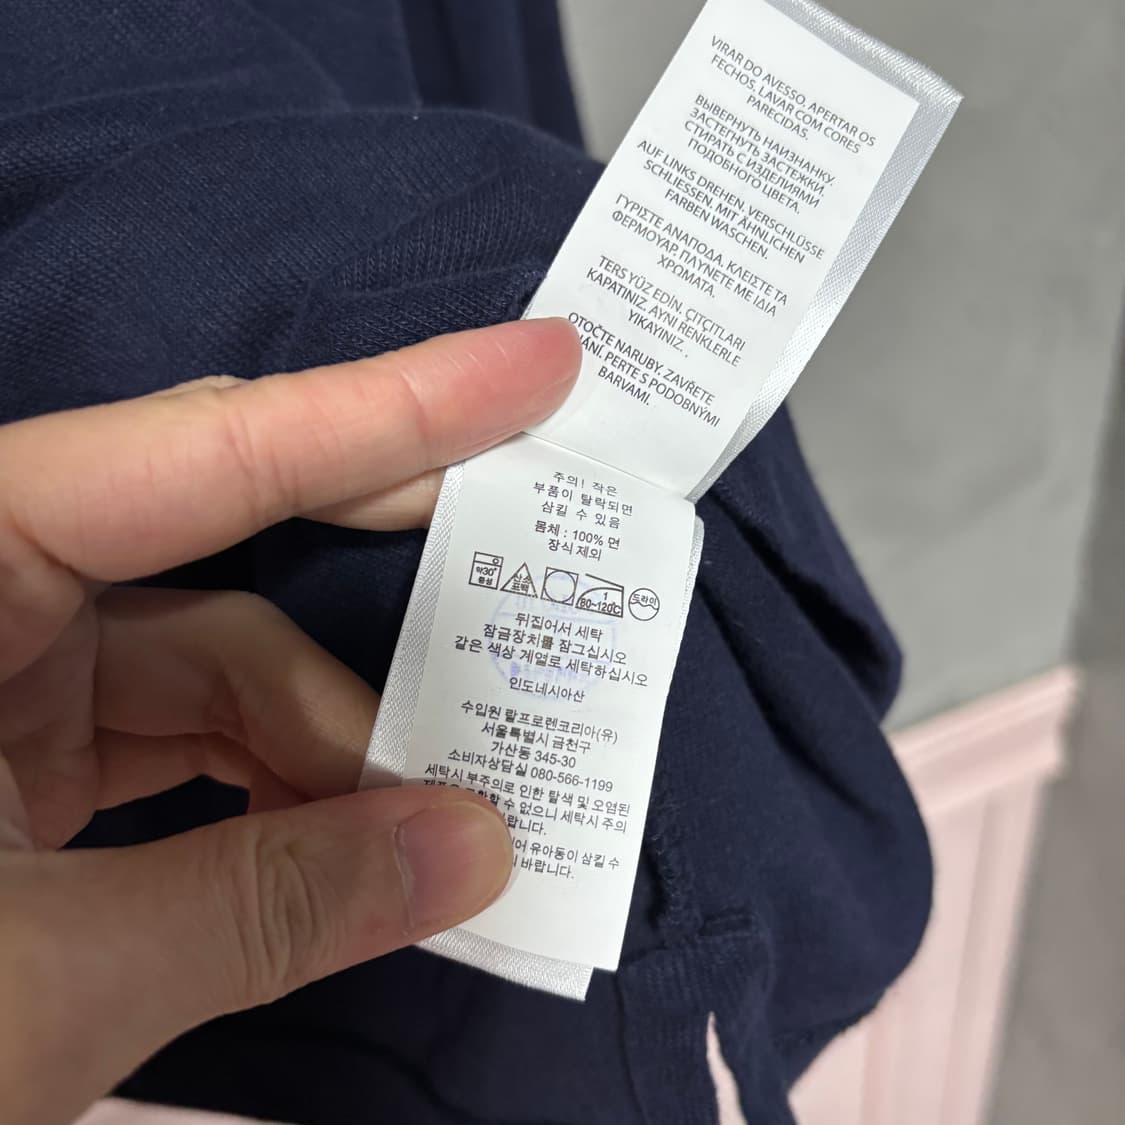 VIRAR DO AVESSO, APERTAR OS
FECHOS, LAVAR COM CORES
PARECIDAS.
ВЫВЕРНУТЬ НАИЗНАНКУ.
ЗАСТЕГНУТЬ ЗАСТЕЖКИ.
СТИРАТЬ С ИЗДЕЛИЯМИ
ПОДОБНОГО ЦВЕТА.
AUF LINKS DREHEN, VERSCHLÜSSE
SCHLIESSEN. MIT ÄHNLICHEN
FARBEN WASCHEN.
ΓΥΡΙΣΤΕ ΑΝΑΠΟΔΑ. ΚΛΕΙΣΤΕ ΤΑ
ΦΕΡΜΟΥΑΡ. ΠΛΥΝΕΤΕ ΜΕ ΙΔΙΑ
ΧΡΩΜΑΤΑ.
TERS YÜZ EDİN. ÇITÇITLARI
KAPATINIZ. AYNI RENKLERLE
YIKAYINIZ. .
OTOČTE NARUBY. ZAVŘETE
PERTE S PODOBNÝMI
BARVAMI.
주의! 작은
부품이 탈락되면
삼킬 수 있음
몸체 : 100% 면
장식제외
약30° 중성
산소 표백
1 80~120℃
드라이
뒤집어서 세탁
잠금장치를 잠그십시오
같은 색상 계열로 세탁하십시오
인도네시아산
수입원 랄프로렌코리아(유)
서울특별시 금천구
가산동 345-30
소비자상담실 080-566-1199
세탁시 부주의로 인한 탈색 및 오염된
수 없으니 세탁시 주의
유아동이 삼킬 수
바랍니다.